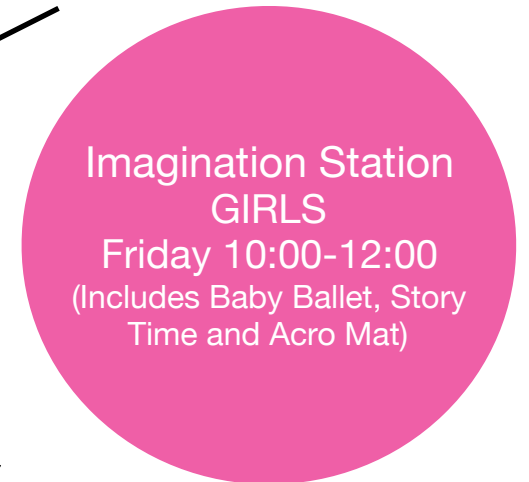 Imagination Station
GIRLS
Friday 10:00-12:00
(Includes Baby Ballet, Story
Time and Acro Mat)